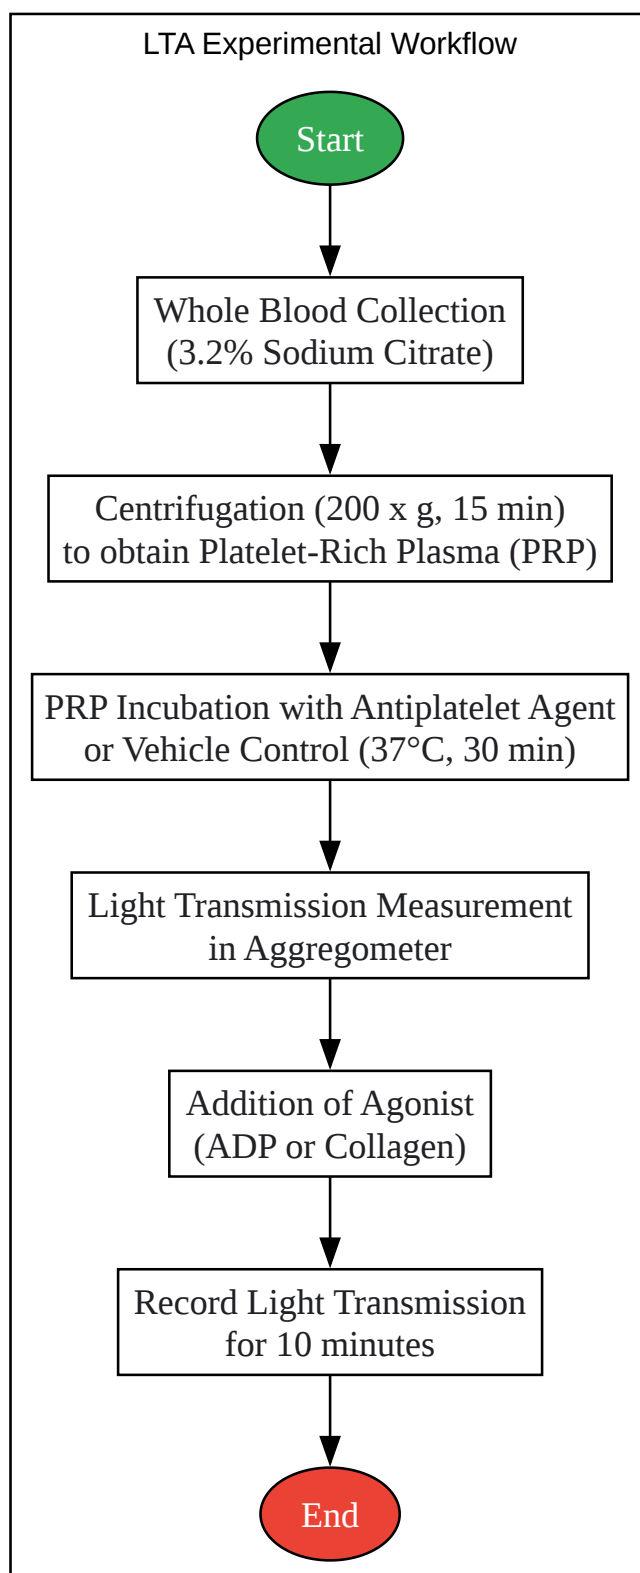 LTA Experimental Workflow
Start
Whole Blood Collection
(3.2% Sodium Citrate)
Centrifugation (200 x g, 15 min)
to obtain Platelet-Rich Plasma (PRP)
PRP Incubation with Antiplatelet Agent
or Vehicle Control (37°C, 30 min)
Light Transmission Measurement
in Aggregometer
Addition of Agonist
(ADP or Collagen)
Record Light Transmission
for 10 minutes
End